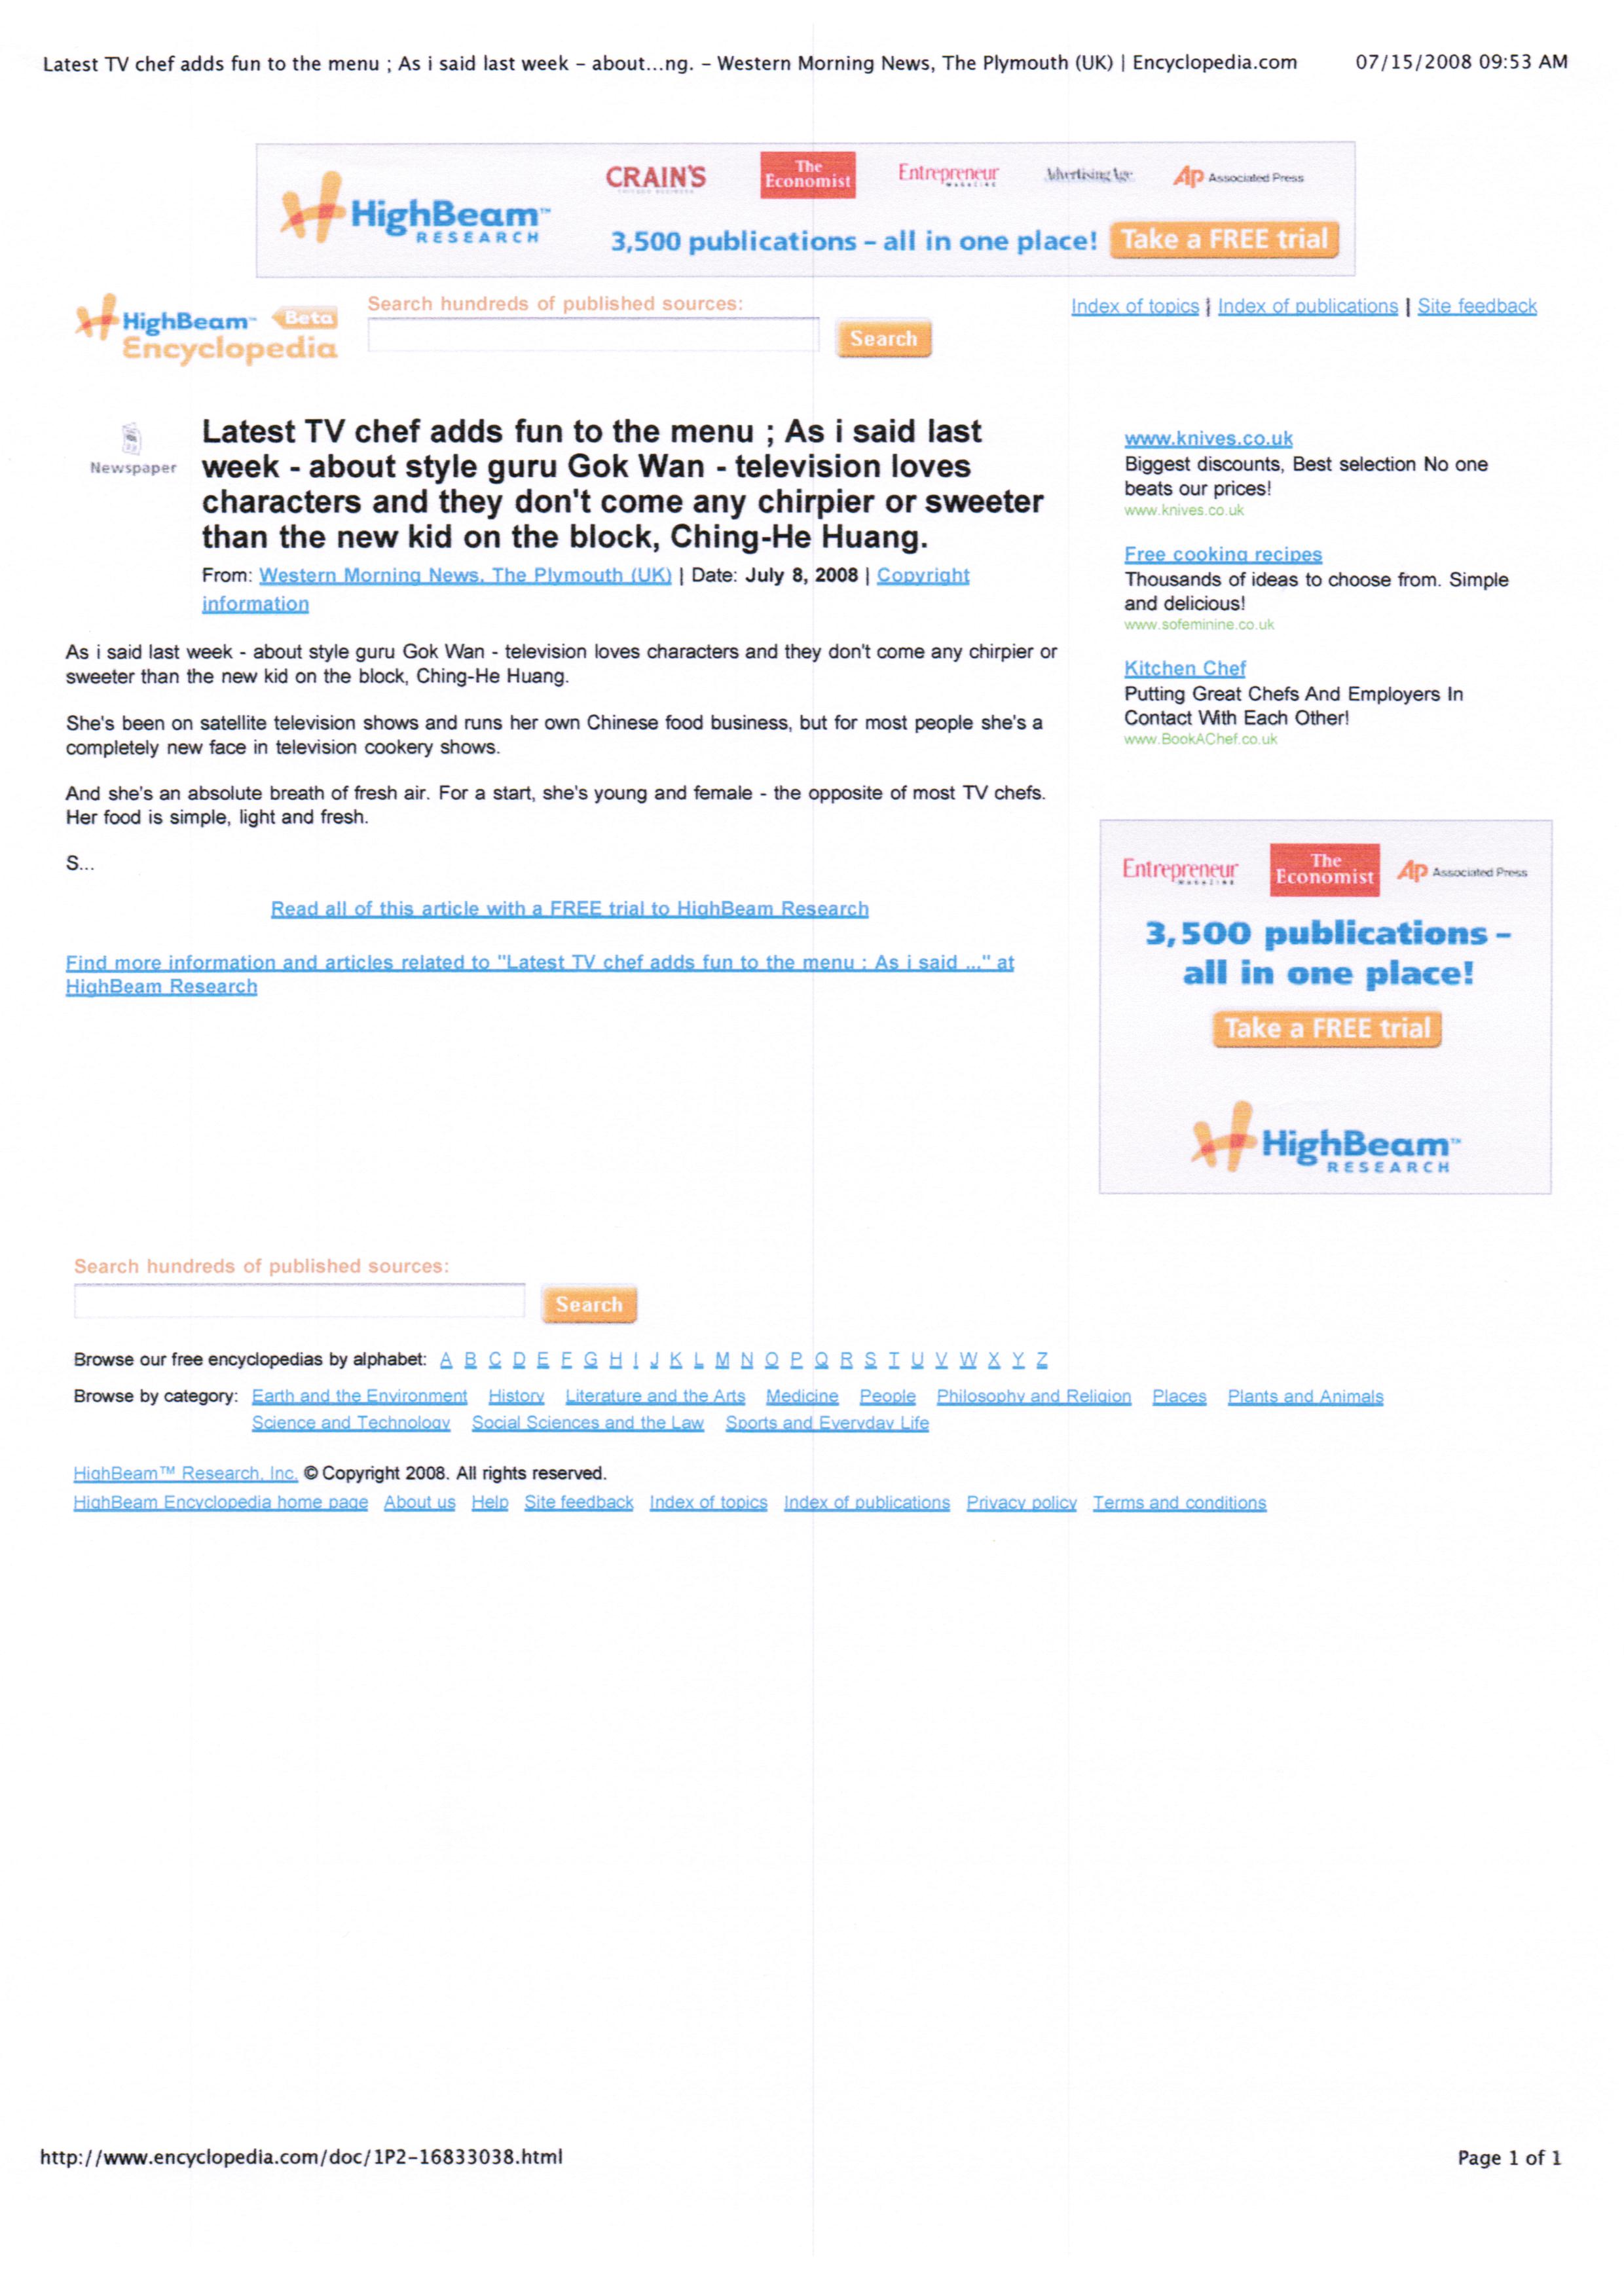 Latest TV chef adds fun to the menu ; As i said last week – about...ng. – Western Morning News, The Plymouth (UK) | Encyclopedia.com 07/15/2008 09:53 AM
CRAIN'S The Economist Entrepreneur MAGAZINE Advertising Age AP Associated Press
HighBeam™ RESEARCH
3,500 publications – all in one place! Take a FREE trial
HighBeam™ Beta
Encyclopedia
Search hundreds of published sources:
Search
Index of topics | Index of publications | Site feedback
Newspaper
Latest TV chef adds fun to the menu ; As i said last
week - about style guru Gok Wan - television loves
characters and they don't come any chirpier or sweeter
than the new kid on the block, Ching-He Huang.
From: Western Morning News, The Plymouth (UK) | Date: July 8, 2008 | Copyright
information
As i said last week - about style guru Gok Wan - television loves characters and they don't come any chirpier or
sweeter than the new kid on the block, Ching-He Huang.
She's been on satellite television shows and runs her own Chinese food business, but for most people she's a
completely new face in television cookery shows.
And she's an absolute breath of fresh air. For a start, she's young and female - the opposite of most TV chefs.
Her food is simple, light and fresh.
S...
Read all of this article with a FREE trial to HighBeam Research
Find more information and articles related to "Latest TV chef adds fun to the menu ; As i said ..." at
HighBeam Research
www.knives.co.uk
Biggest discounts, Best selection No one
beats our prices!
www.knives.co.uk
Free cooking recipes
Thousands of ideas to choose from. Simple
and delicious!
www.sofeminine.co.uk
Kitchen Chef
Putting Great Chefs And Employers In
Contact With Each Other!
www.BookAChef.co.uk
Entrepreneur MAGAZINE The Economist AP Associated Press
3,500 publications –
all in one place!
Take a FREE trial
HighBeam™
RESEARCH
Search hundreds of published sources:
Search
Browse our free encyclopedias by alphabet: A B C D E F G H I J K L M N O P Q R S T U V W X Y Z
Browse by category: Earth and the Environment History Literature and the Arts Medicine People Philosophy and Religion Places Plants and Animals
Science and Technology Social Sciences and the Law Sports and Everyday Life
HighBeam™ Research, Inc. © Copyright 2008. All rights reserved.
HighBeam Encyclopedia home page About us Help Site feedback Index of topics Index of publications Privacy policy Terms and conditions
http://www.encyclopedia.com/doc/1P2-16833038.html Page 1 of 1